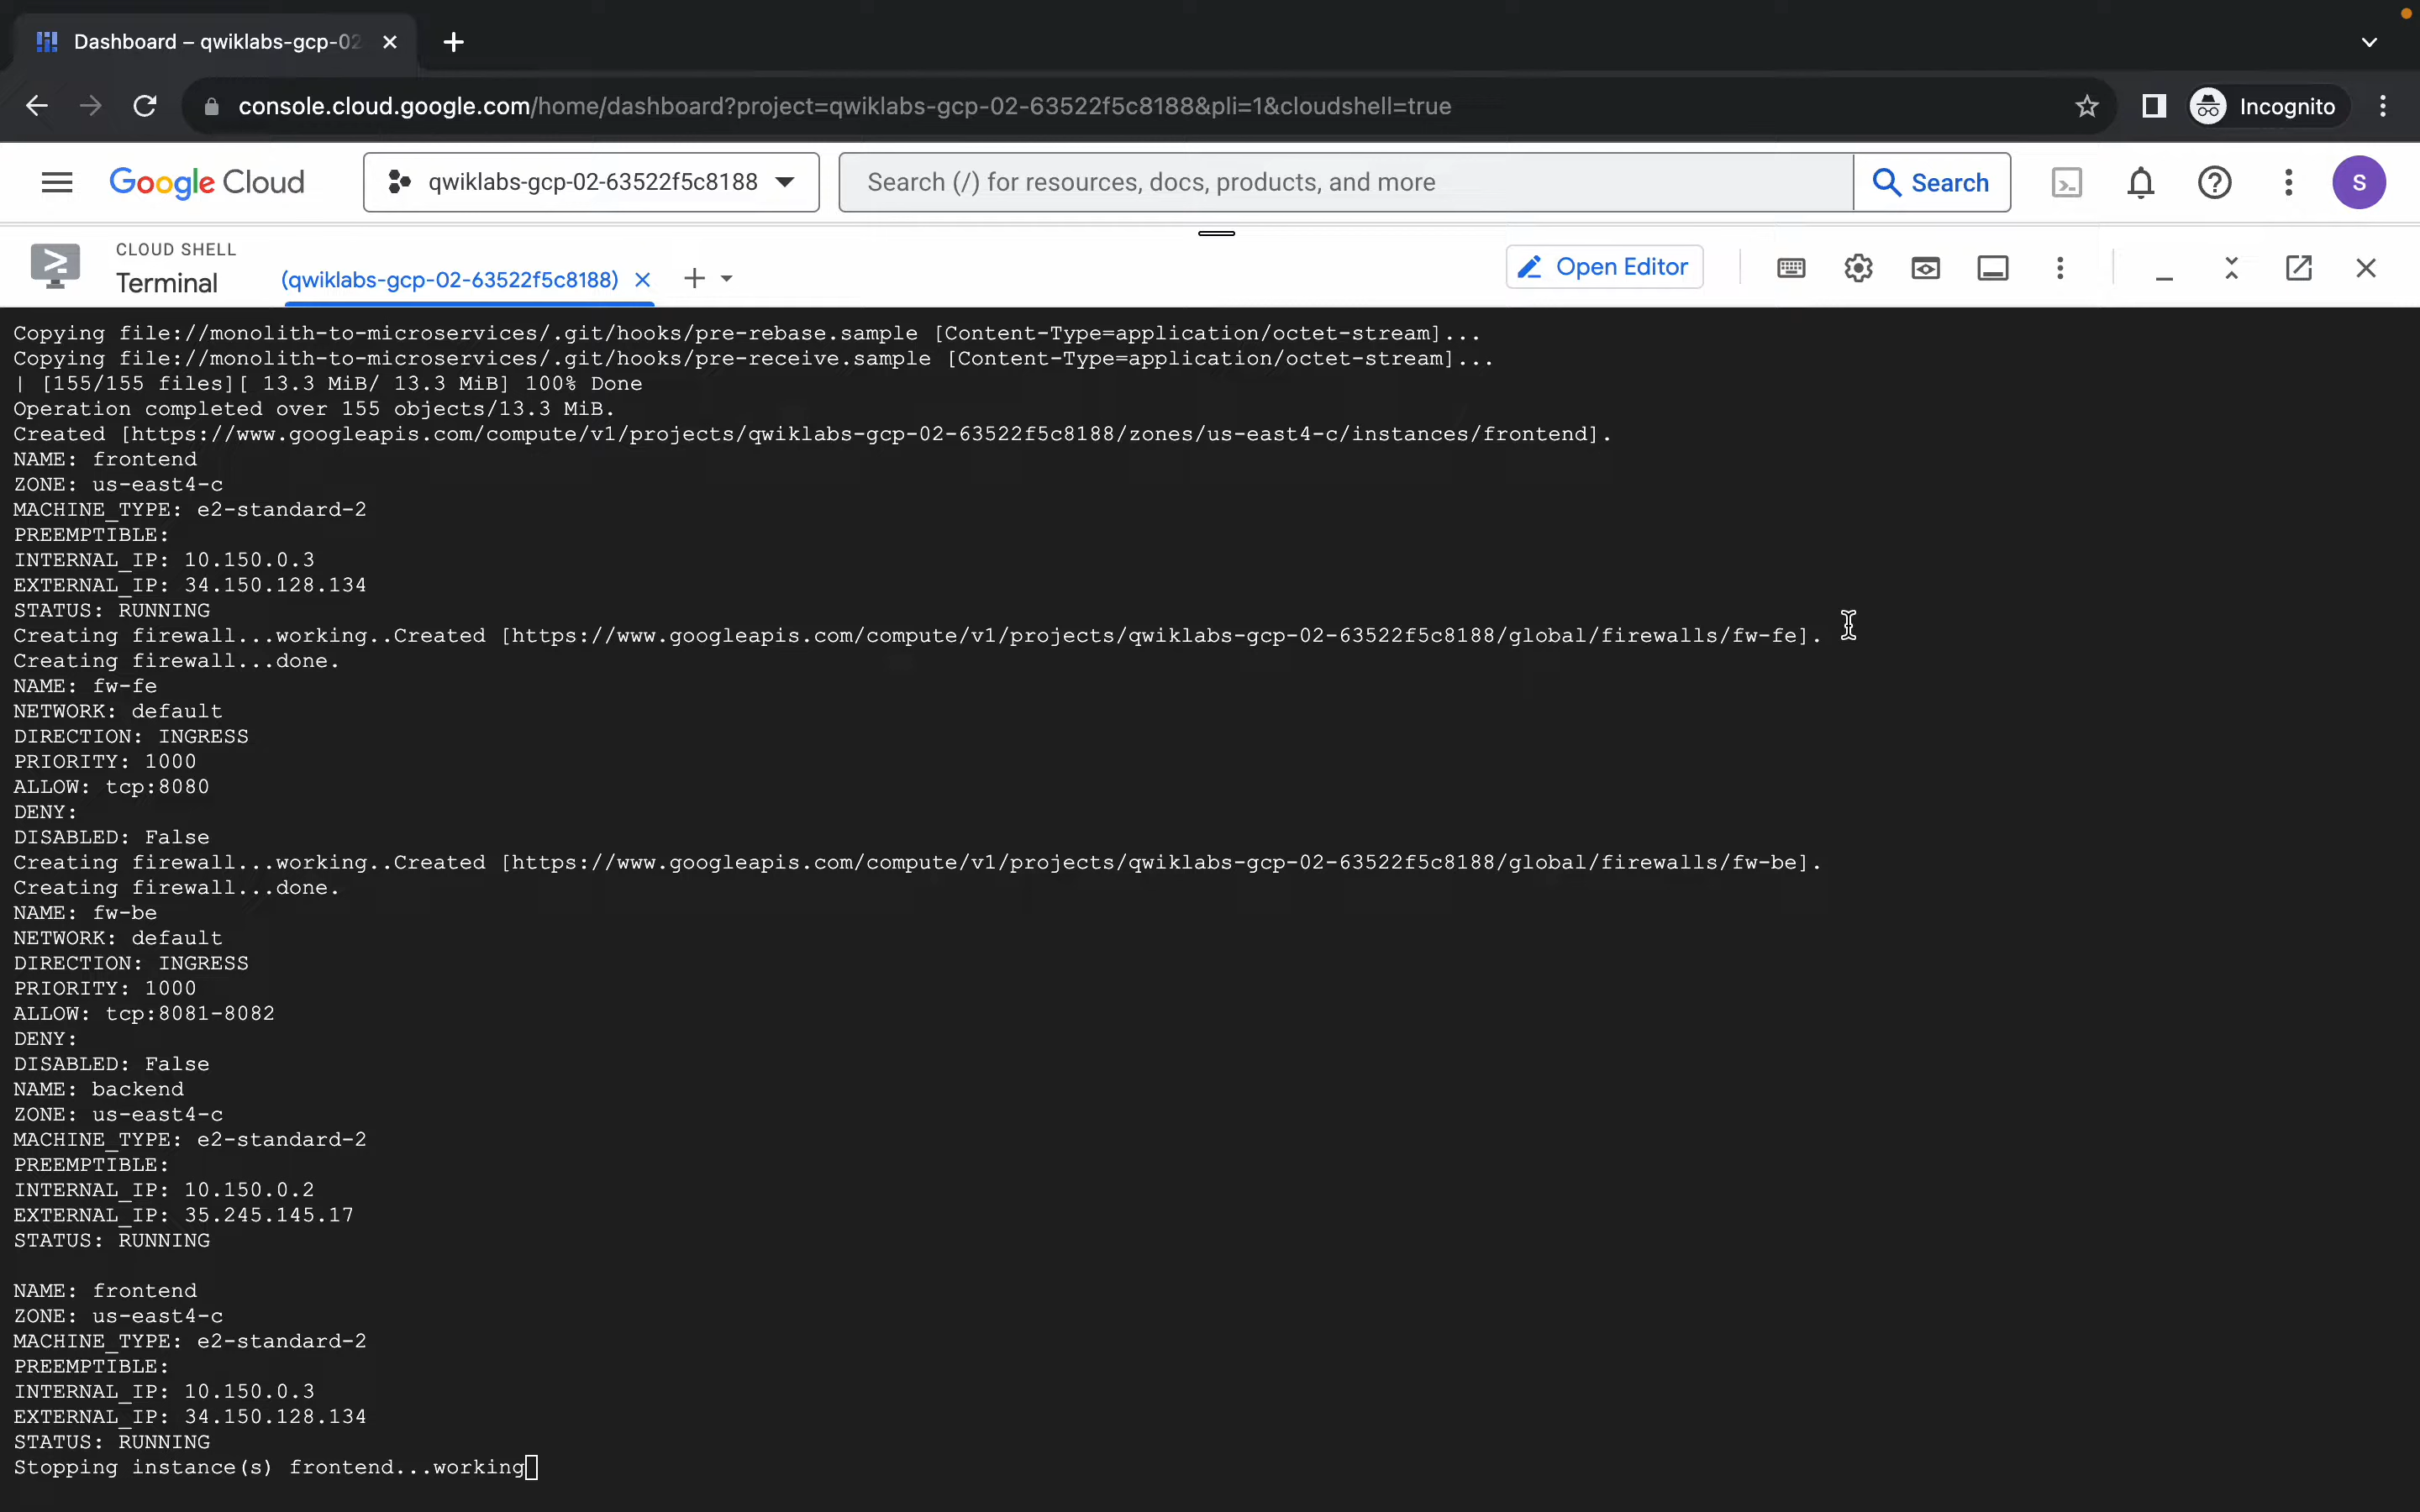 Dashboard – qwiklabs-gcp-02
console.cloud.google.com/home/dashboard?project=qwiklabs-gcp-02-63522f5c8188&pli=1&cloudshell=true
Incognito
Google Cloud
qwiklabs-gcp-02-63522f5c8188
Search (/) for resources, docs, products, and more
Search
S
CLOUD SHELL
Terminal
(qwiklabs-gcp-02-63522f5c8188)
Open Editor
Copying file://monolith-to-microservices/.git/hooks/pre-rebase.sample [Content-Type=application/octet-stream]...
Copying file://monolith-to-microservices/.git/hooks/pre-receive.sample [Content-Type=application/octet-stream]...
| [155/155 files][ 13.3 MiB/ 13.3 MiB] 100% Done
Operation completed over 155 objects/13.3 MiB.
Created [https://www.googleapis.com/compute/v1/projects/qwiklabs-gcp-02-63522f5c8188/zones/us-east4-c/instances/frontend].
NAME: frontend
ZONE: us-east4-c
MACHINE_TYPE: e2-standard-2
PREEMPTIBLE:
INTERNAL_IP: 10.150.0.3
EXTERNAL_IP: 34.150.128.134
STATUS: RUNNING
Creating firewall...working..Created [https://www.googleapis.com/compute/v1/projects/qwiklabs-gcp-02-63522f5c8188/global/firewalls/fw-fe].
Creating firewall...done.
NAME: fw-fe
NETWORK: default
DIRECTION: INGRESS
PRIORITY: 1000
ALLOW: tcp:8080
DENY:
DISABLED: False
Creating firewall...working..Created [https://www.googleapis.com/compute/v1/projects/qwiklabs-gcp-02-63522f5c8188/global/firewalls/fw-be].
Creating firewall...done.
NAME: fw-be
NETWORK: default
DIRECTION: INGRESS
PRIORITY: 1000
ALLOW: tcp:8081-8082
DENY:
DISABLED: False
NAME: backend
ZONE: us-east4-c
MACHINE_TYPE: e2-standard-2
PREEMPTIBLE:
INTERNAL_IP: 10.150.0.2
EXTERNAL_IP: 35.245.145.17
STATUS: RUNNING
NAME: frontend
ZONE: us-east4-c
MACHINE_TYPE: e2-standard-2
PREEMPTIBLE:
INTERNAL_IP: 10.150.0.3
EXTERNAL_IP: 34.150.128.134
STATUS: RUNNING
Stopping instance(s) frontend...working